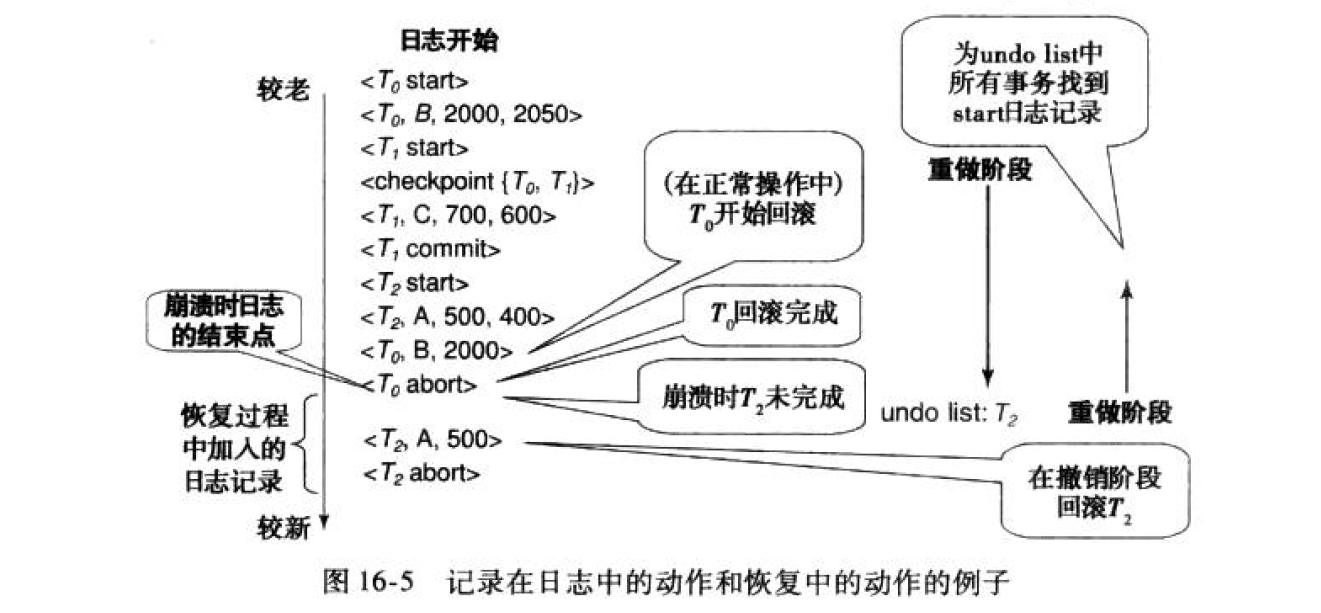 日志开始
较老
<T0 start>
<T0, B, 2000, 2050>
<T1 start>
<checkpoint {T0, T1}>
<T1, C, 700, 600>
<T1 commit>
<T2 start>
<T2, A, 500, 400>
<T0, B, 2000>
<T0 abort>
<T2, A, 500>
<T2 abort>
较新
崩溃时日志
的结束点
恢复过程
中加入的
日志记录
(在正常操作中)
T0开始回滚
T0回滚完成
崩溃时T2未完成
为undo list中
所有事务找到
start日志记录
重做阶段
undo list: T2
重做阶段
在撤销阶段
回滚T2
图 16-5 记录在日志中的动作和恢复中的动作的例子